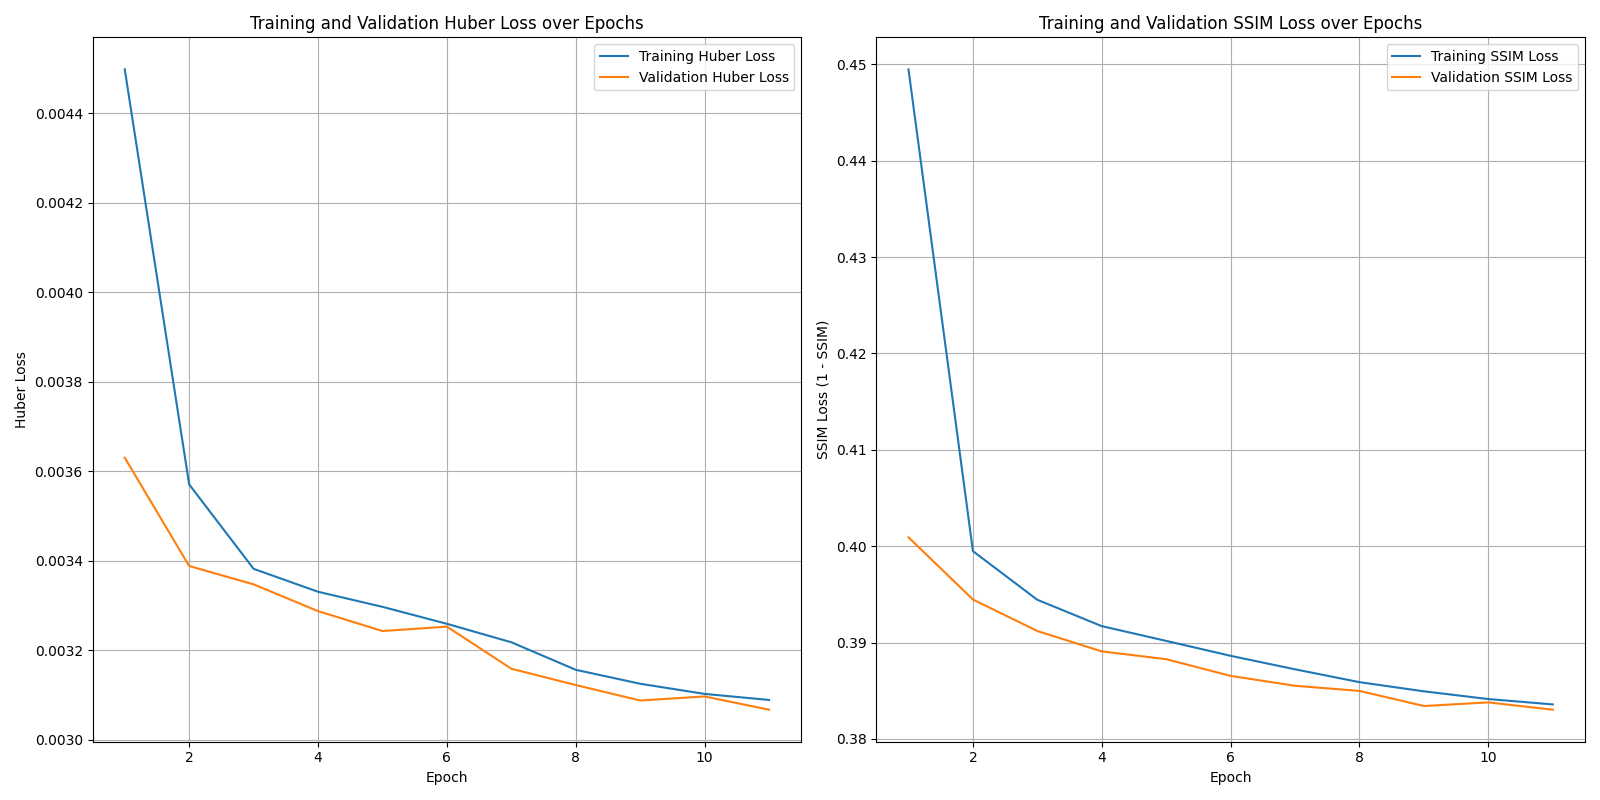 Training and Validation Huber Loss over Epochs
Training Huber Loss
Validation Huber Loss
0.0044
0.0042
0.0040
0.0038
0.0036
0.0034
0.0032
0.0030
Huber Loss
2 4 6 8 10
Epoch
Training and Validation SSIM Loss over Epochs
Training SSIM Loss
Validation SSIM Loss
0.45
0.44
0.43
0.42
0.41
0.40
0.39
0.38
SSIM Loss (1 - SSIM)
2 4 6 8 10
Epoch